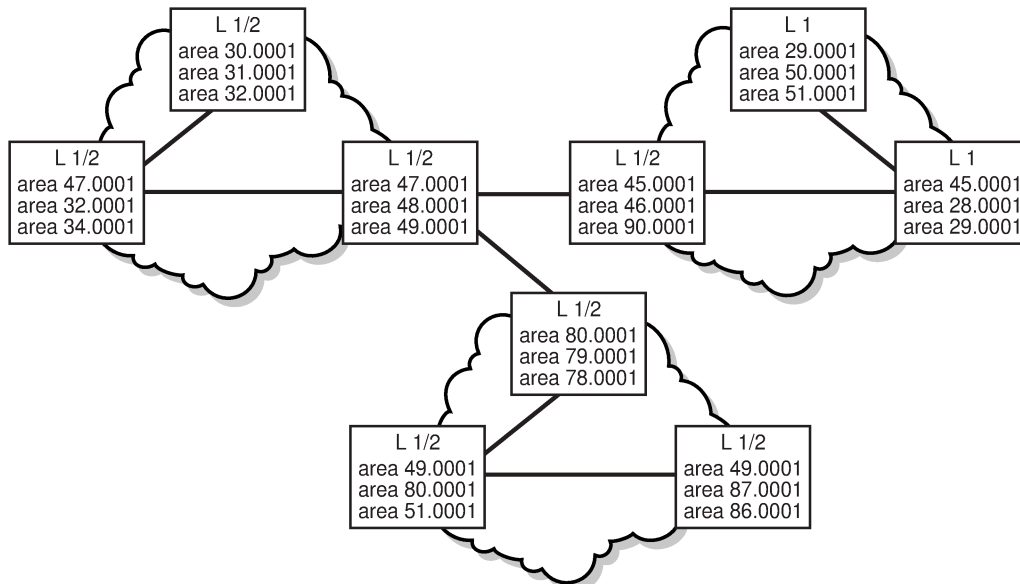 L 1/2
area 30.0001
area 31.0001
area 32.0001
L 1
area 29.0001
area 50.0001
area 51.0001
L 1/2
area 47.0001
area 32.0001
area 34.0001
L 1/2
area 47.0001
area 48.0001
area 49.0001
L 1/2
area 45.0001
area 46.0001
area 90.0001
L 1
area 45.0001
area 28.0001
area 29.0001
L 1/2
area 80.0001
area 79.0001
area 78.0001
L 1/2
area 49.0001
area 80.0001
area 51.0001
L 1/2
area 49.0001
area 87.0001
area 86.0001